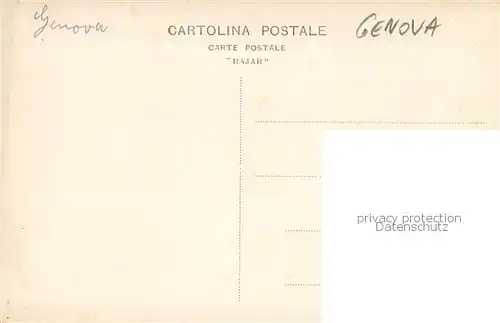 Genova
CARTOLINA POSTALE
GENOVA
CARTE POSTALE
"RAJAR"
privacy protection
Datenschutz